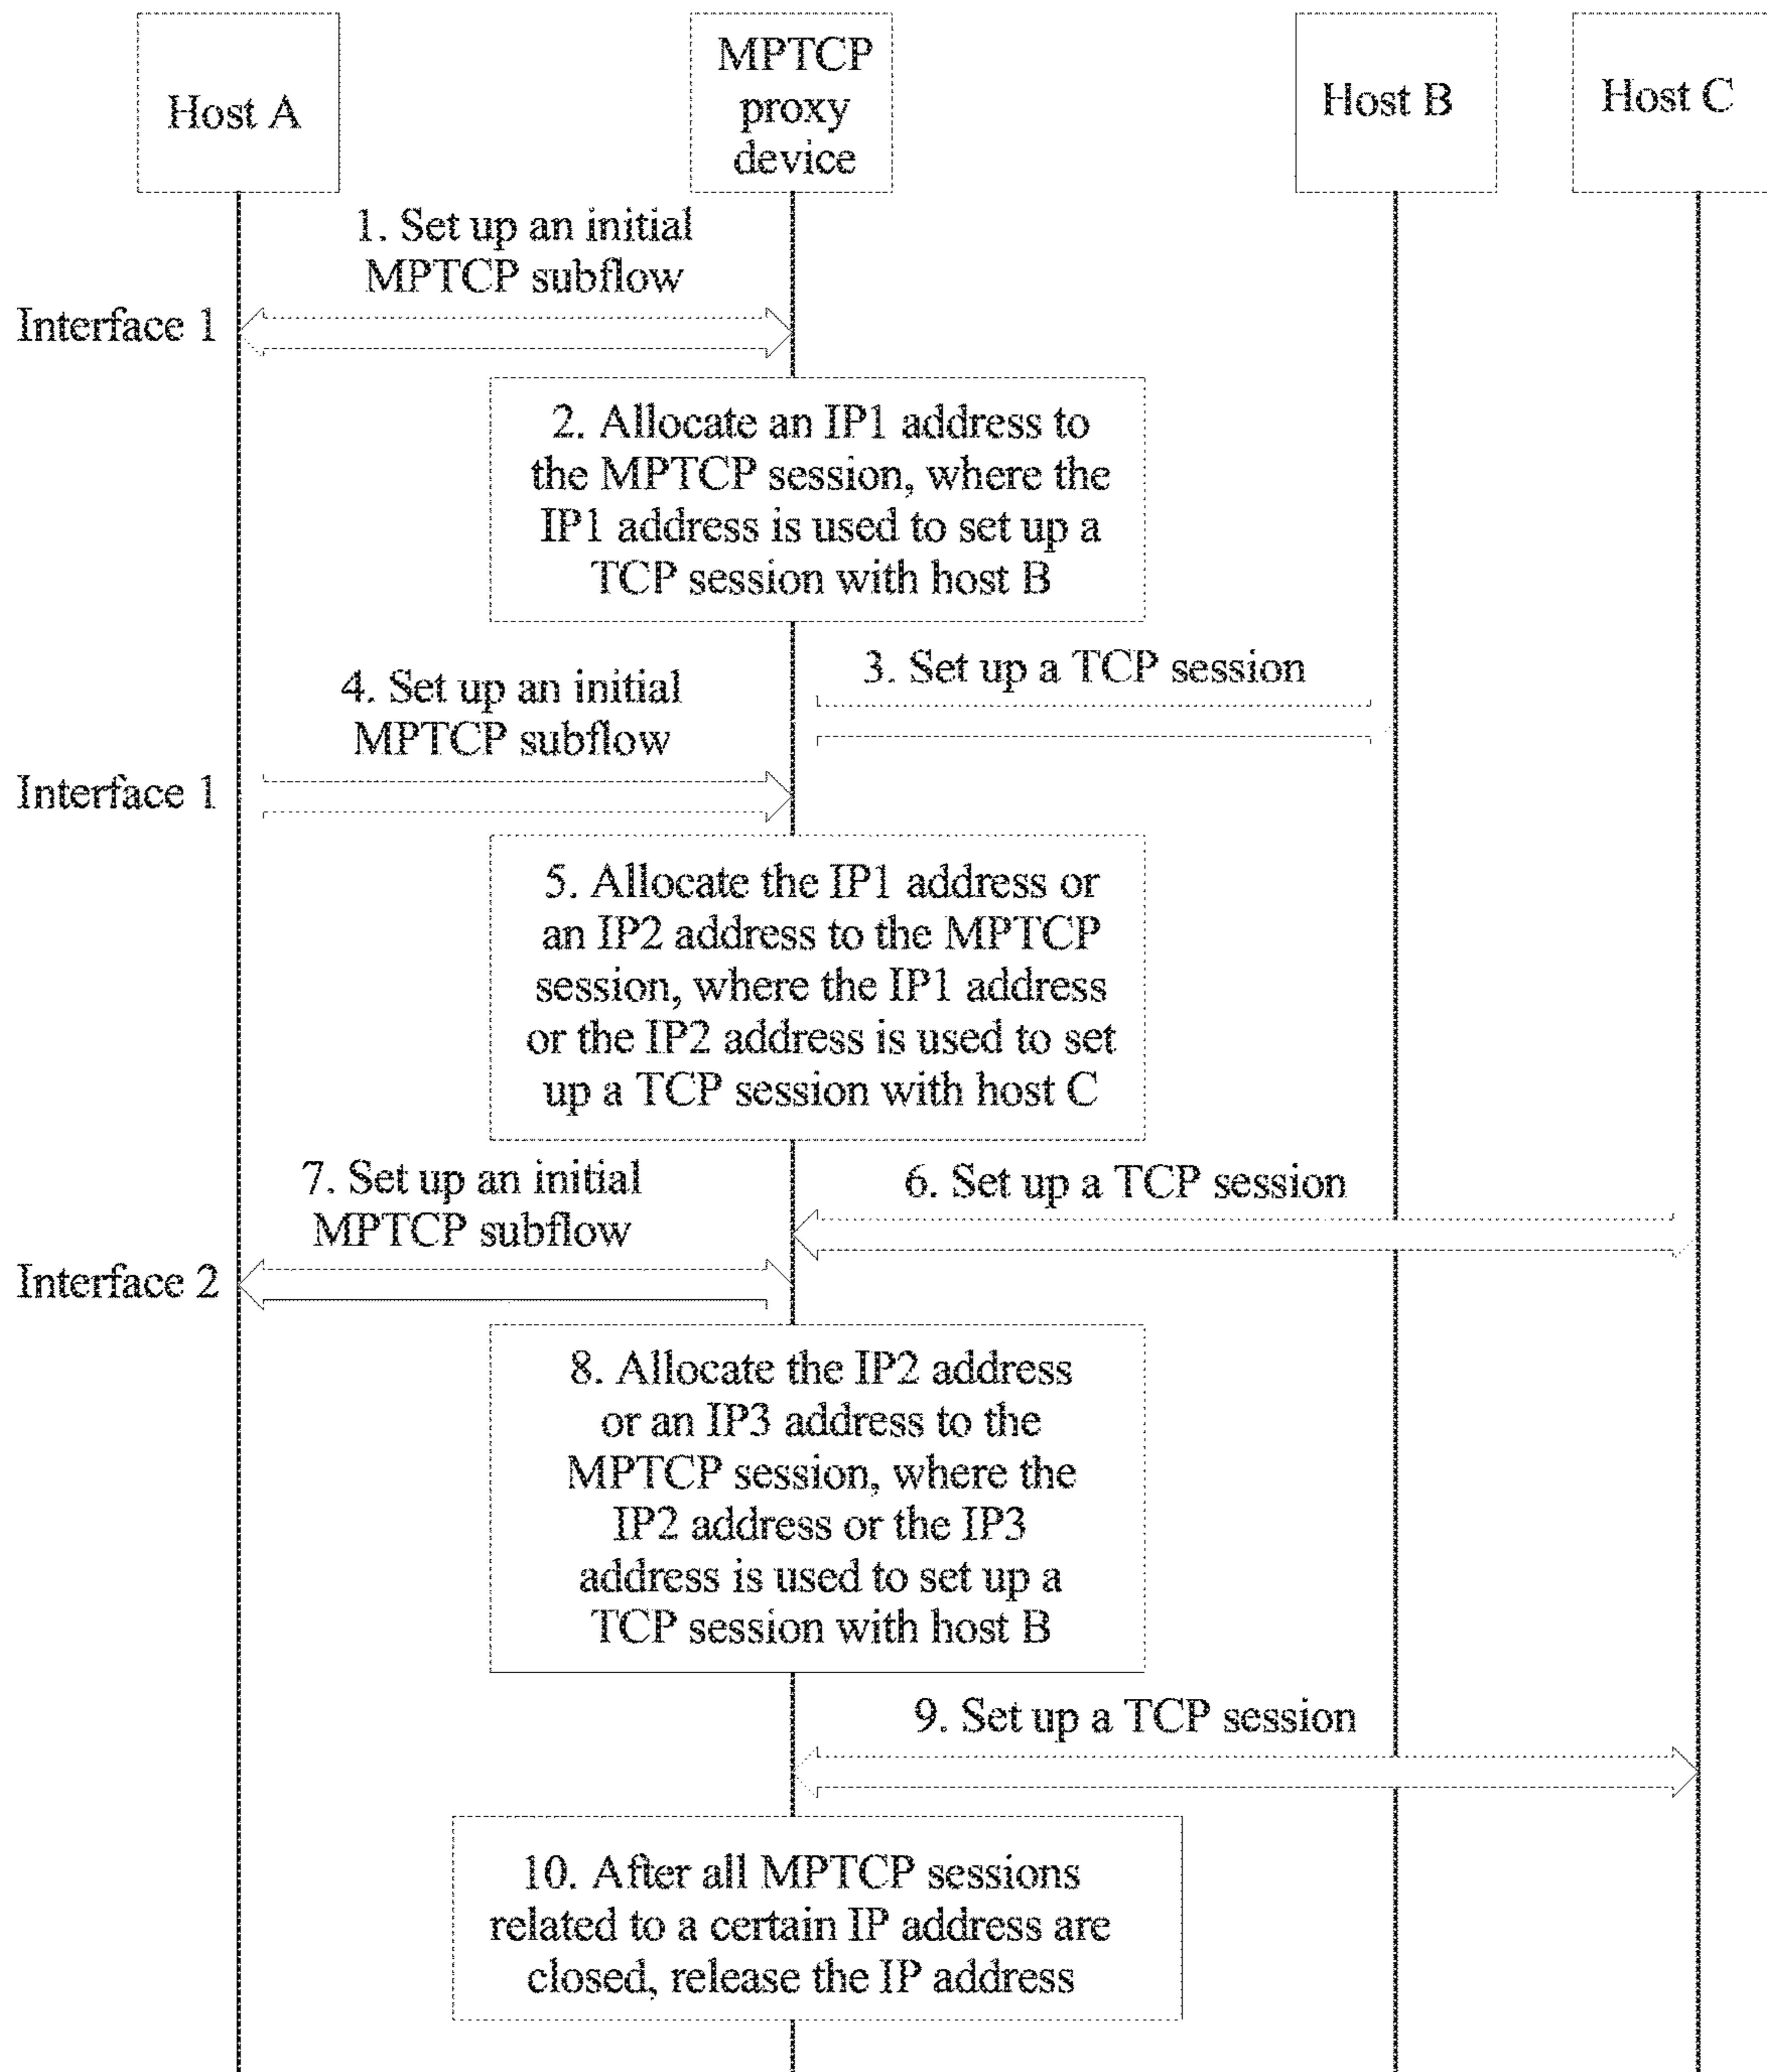 Host A
MPTCP
proxy
device
Host B
Host C
1. Set up an initial
MPTCP subflow
Interface 1
2. Allocate an IP1 address to
the MPTCP session, where the
IP1 address is used to set up a
TCP session with host B
3. Set up a TCP session
4. Set up an initial
MPTCP subflow
Interface 1
5. Allocate the IP1 address or
an IP2 address to the MPTCP
session, where the IP1 address
or the IP2 address is used to set
up a TCP session with host C
6. Set up a TCP session
7. Set up an initial
MPTCP subflow
Interface 2
8. Allocate the IP2 address
or an IP3 address to the
MPTCP session, where the
IP2 address or the IP3
address is used to set up a
TCP session with host B
9. Set up a TCP session
10. After all MPTCP sessions
related to a certain IP address are
closed, release the IP address